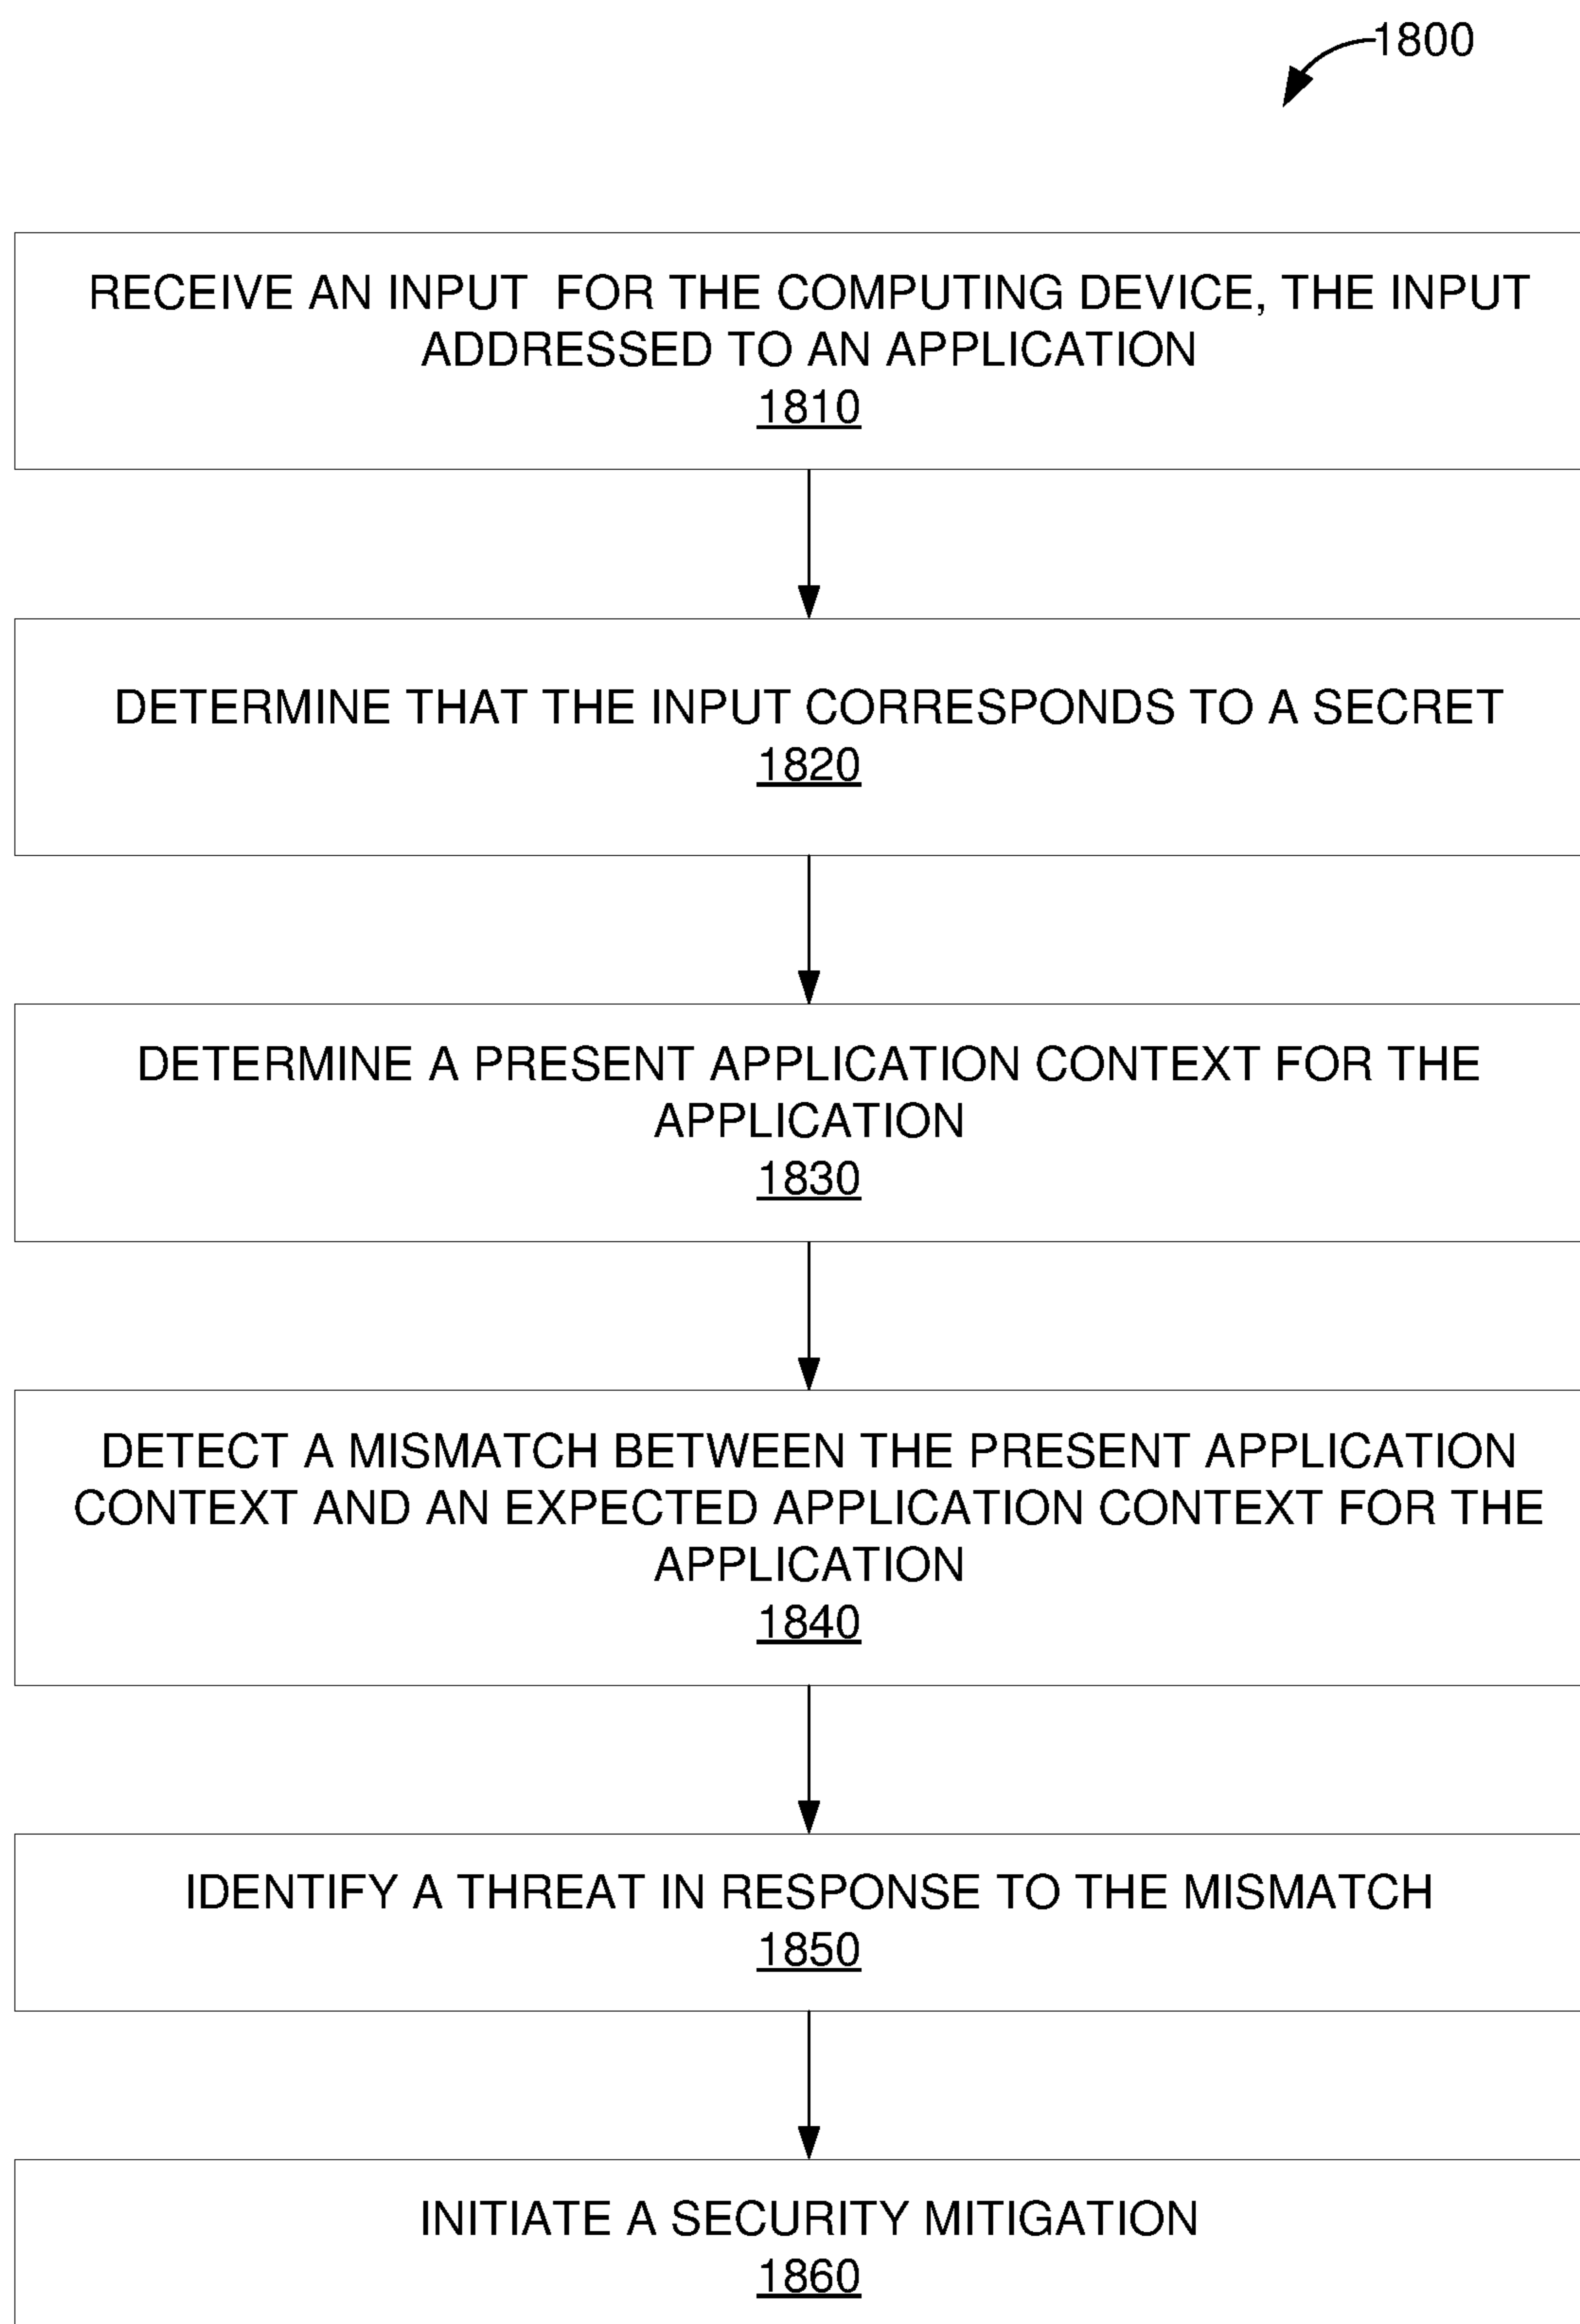 1800
RECEIVE AN INPUT FOR THE COMPUTING DEVICE, THE INPUT
ADDRESSED TO AN APPLICATION
1810
DETERMINE THAT THE INPUT CORRESPONDS TO A SECRET
1820
DETERMINE A PRESENT APPLICATION CONTEXT FOR THE
APPLICATION
1830
DETECT A MISMATCH BETWEEN THE PRESENT APPLICATION
CONTEXT AND AN EXPECTED APPLICATION CONTEXT FOR THE
APPLICATION
1840
IDENTIFY A THREAT IN RESPONSE TO THE MISMATCH
1850
INITIATE A SECURITY MITIGATION
1860